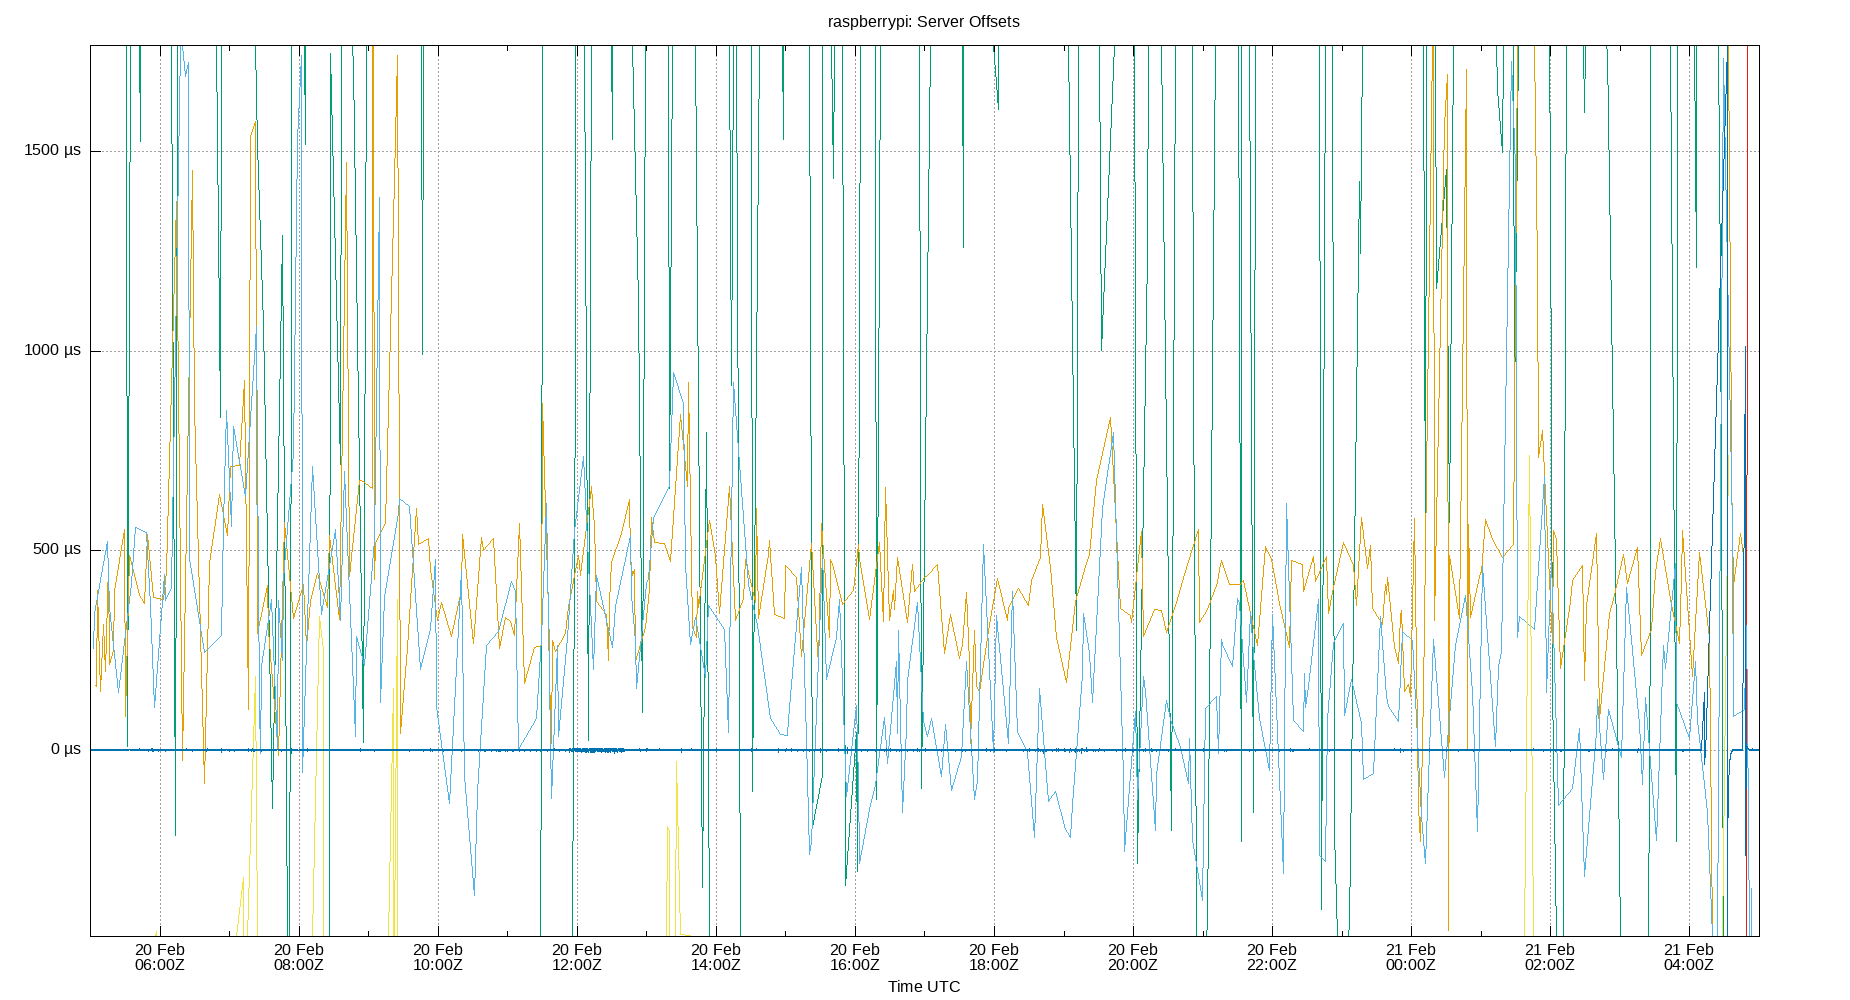 raspberrypi: Server Offsets
1500 µs
1000 µs
500 µs
0 µs
20 Feb 20 Feb 20 Feb 20 Feb 20 Feb 20 Feb 20 Feb 20 Feb 20 Feb 21 Feb 21 Feb 21 Feb
06:00Z 08:00Z 10:00Z 12:00Z 14:00Z 16:00Z 18:00Z 20:00Z 22:00Z 00:00Z 02:00Z 04:00Z
Time UTC